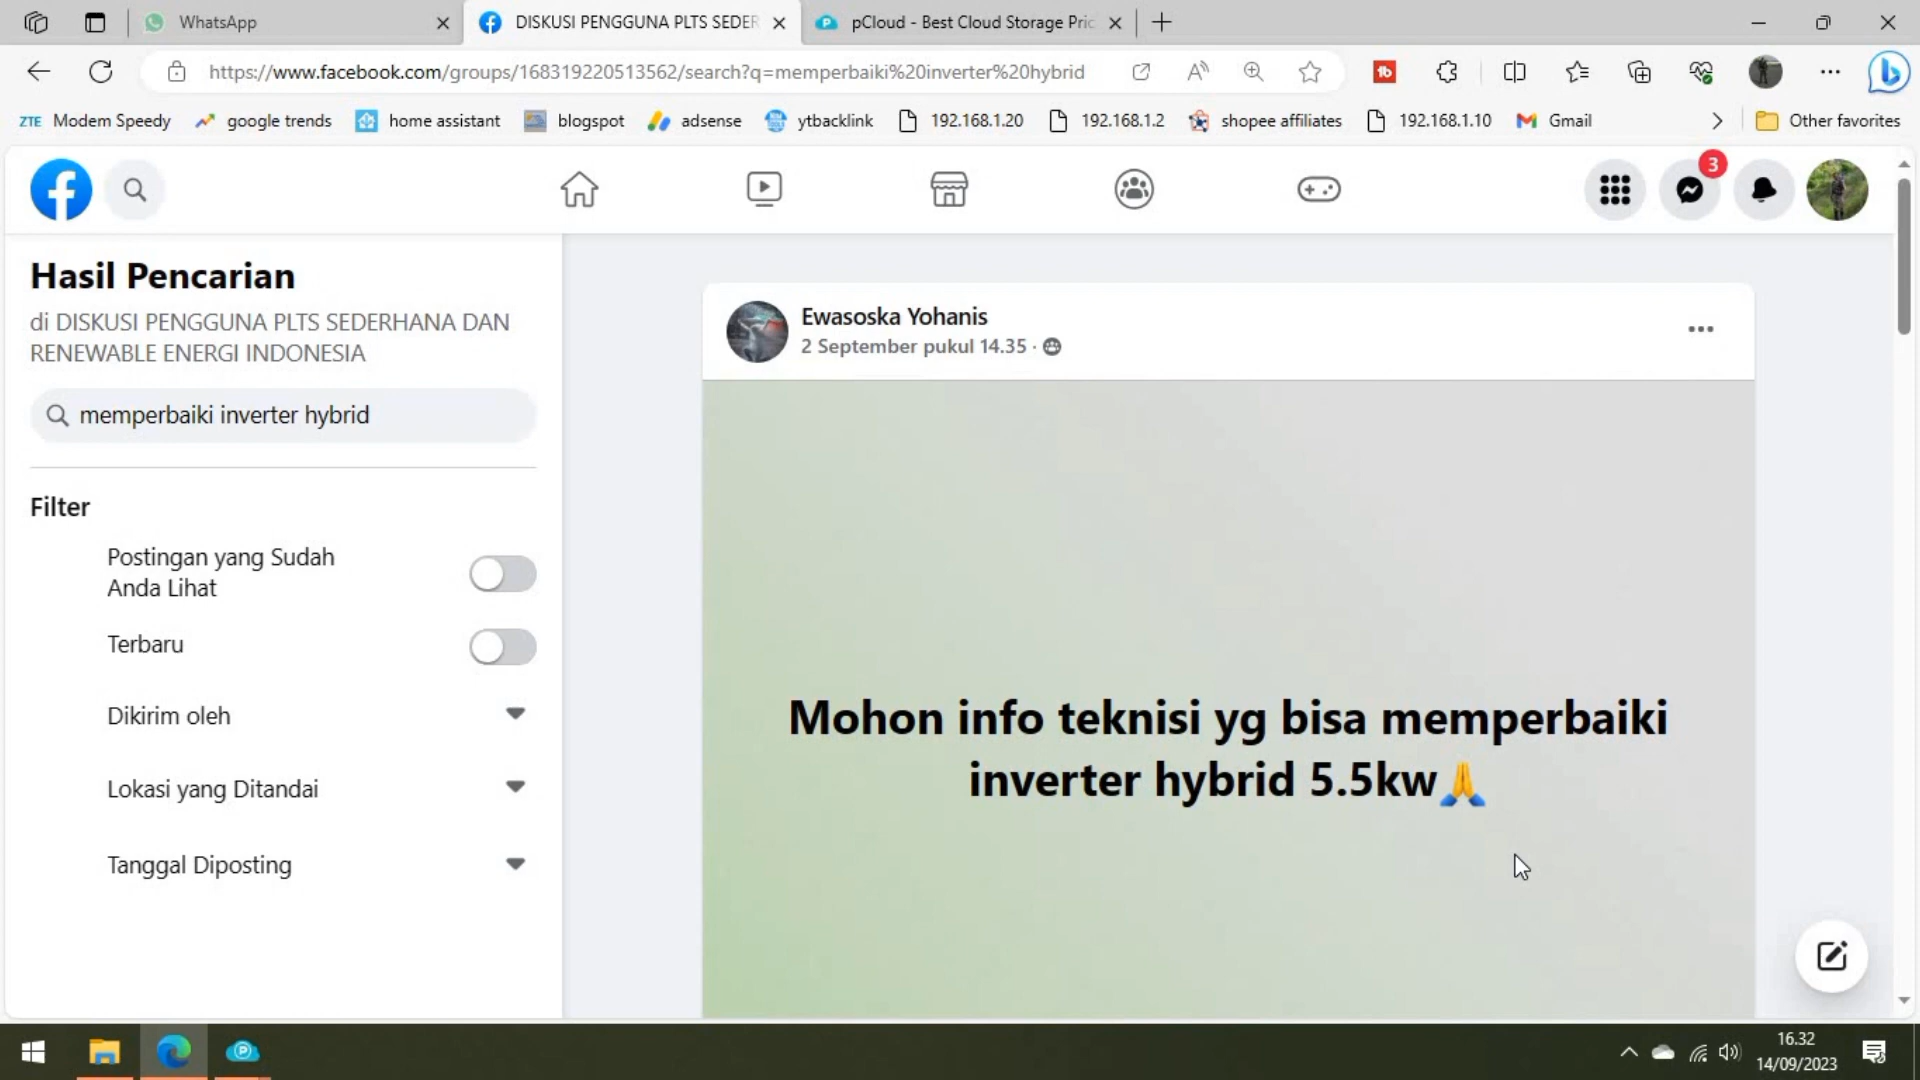 WhatsApp
DISKUSI PENGGUNA PLTS SEDER
pCloud - Best Cloud Storage Pric
https://www.facebook.com/groups/168319220513562/search?q=memperbaiki%20inverter%20hybrid
ZTE Modem Speedy
google trends
home assistant
blogspot
adsense
ytbacklink
192.168.1.20
192.168.1.2
shopee affiliates
192.168.1.10
Gmail
Other favorites
3
Hasil Pencarian
di DISKUSI PENGGUNA PLTS SEDERHANA DAN
RENEWABLE ENERGI INDONESIA
memperbaiki inverter hybrid
Filter
Postingan yang Sudah
Anda Lihat
Terbaru
Dikirim oleh
Lokasi yang Ditandai
Tanggal Diposting
Ewasoska Yohanis
2 September pukul 14.35 ·
Mohon info teknisi yg bisa memperbaiki
inverter hybrid 5.5kw🙏
16.32
14/09/2023